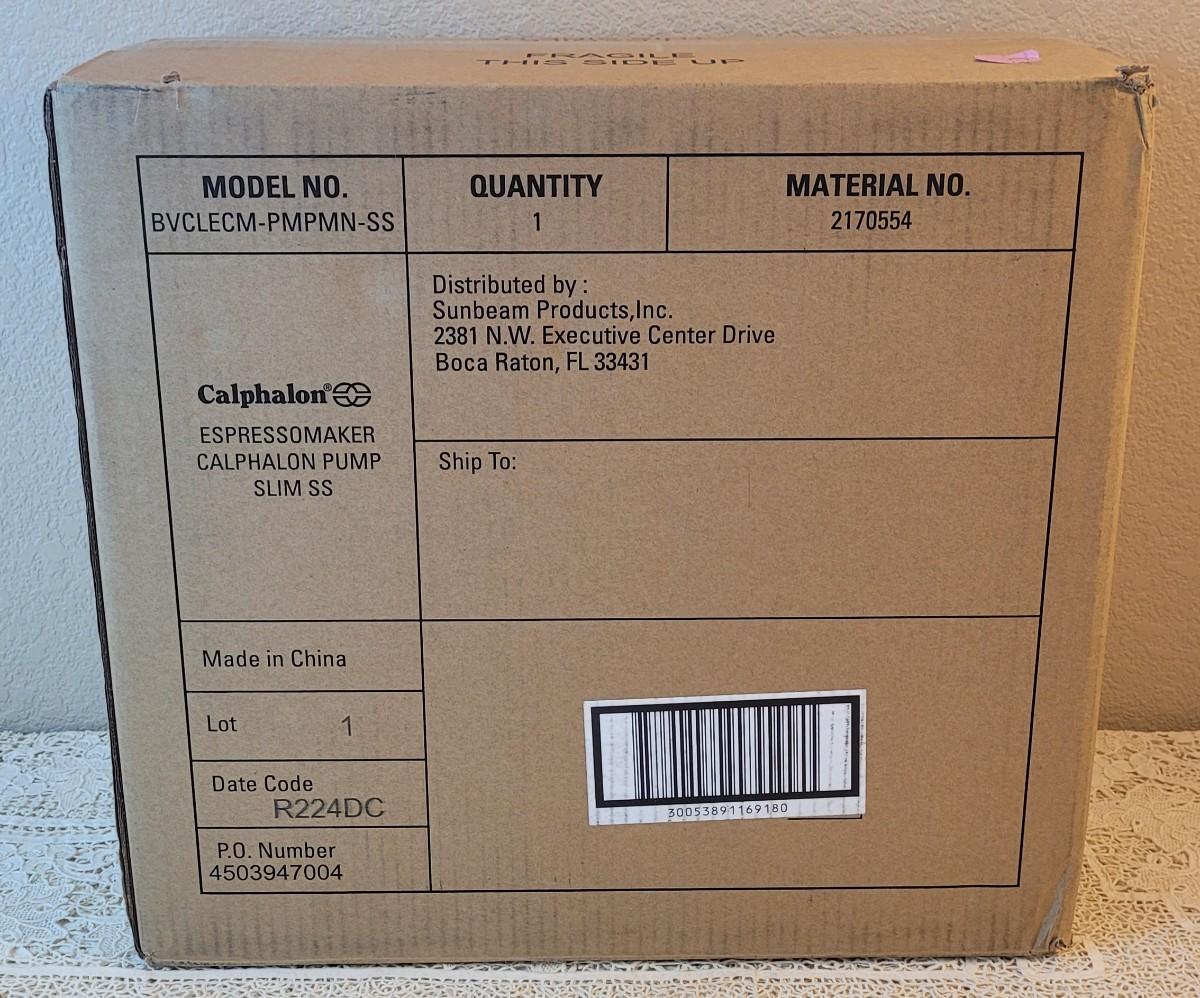 FRAGILE
THIS SIDE UP
MODEL NO.
BVCLECM-PMPMN-SS
QUANTITY
1
MATERIAL NO.
2170554
Calphalon®
ESPRESSOMAKER
CALPHALON PUMP
SLIM SS
Distributed by :
Sunbeam Products,Inc.
2381 N.W. Executive Center Drive
Boca Raton, FL 33431
Ship To:
Made in China
Lot 1
Date Code
R224DC
P.O. Number
4503947004
30053891169180